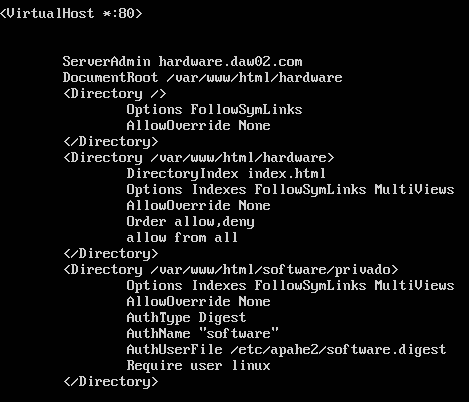 <VirtualHost *:80>
ServerAdmin hardware.daw02.com
DocumentRoot /var/www/html/hardware
<Directory />
Options FollowSymLinks
AllowOverride None
</Directory>
<Directory /var/www/html/hardware>
DirectoryIndex index.html
Options Indexes FollowSymLinks MultiViews
AllowOverride None
Order allow,deny
allow from all
</Directory>
<Directory /var/www/html/software/privado>
Options Indexes FollowSymLinks MultiViews
AllowOverride None
AuthType Digest
AuthName "software"
AuthUserFile /etc/apahe2/software.digest
Require user linux
</Directory>